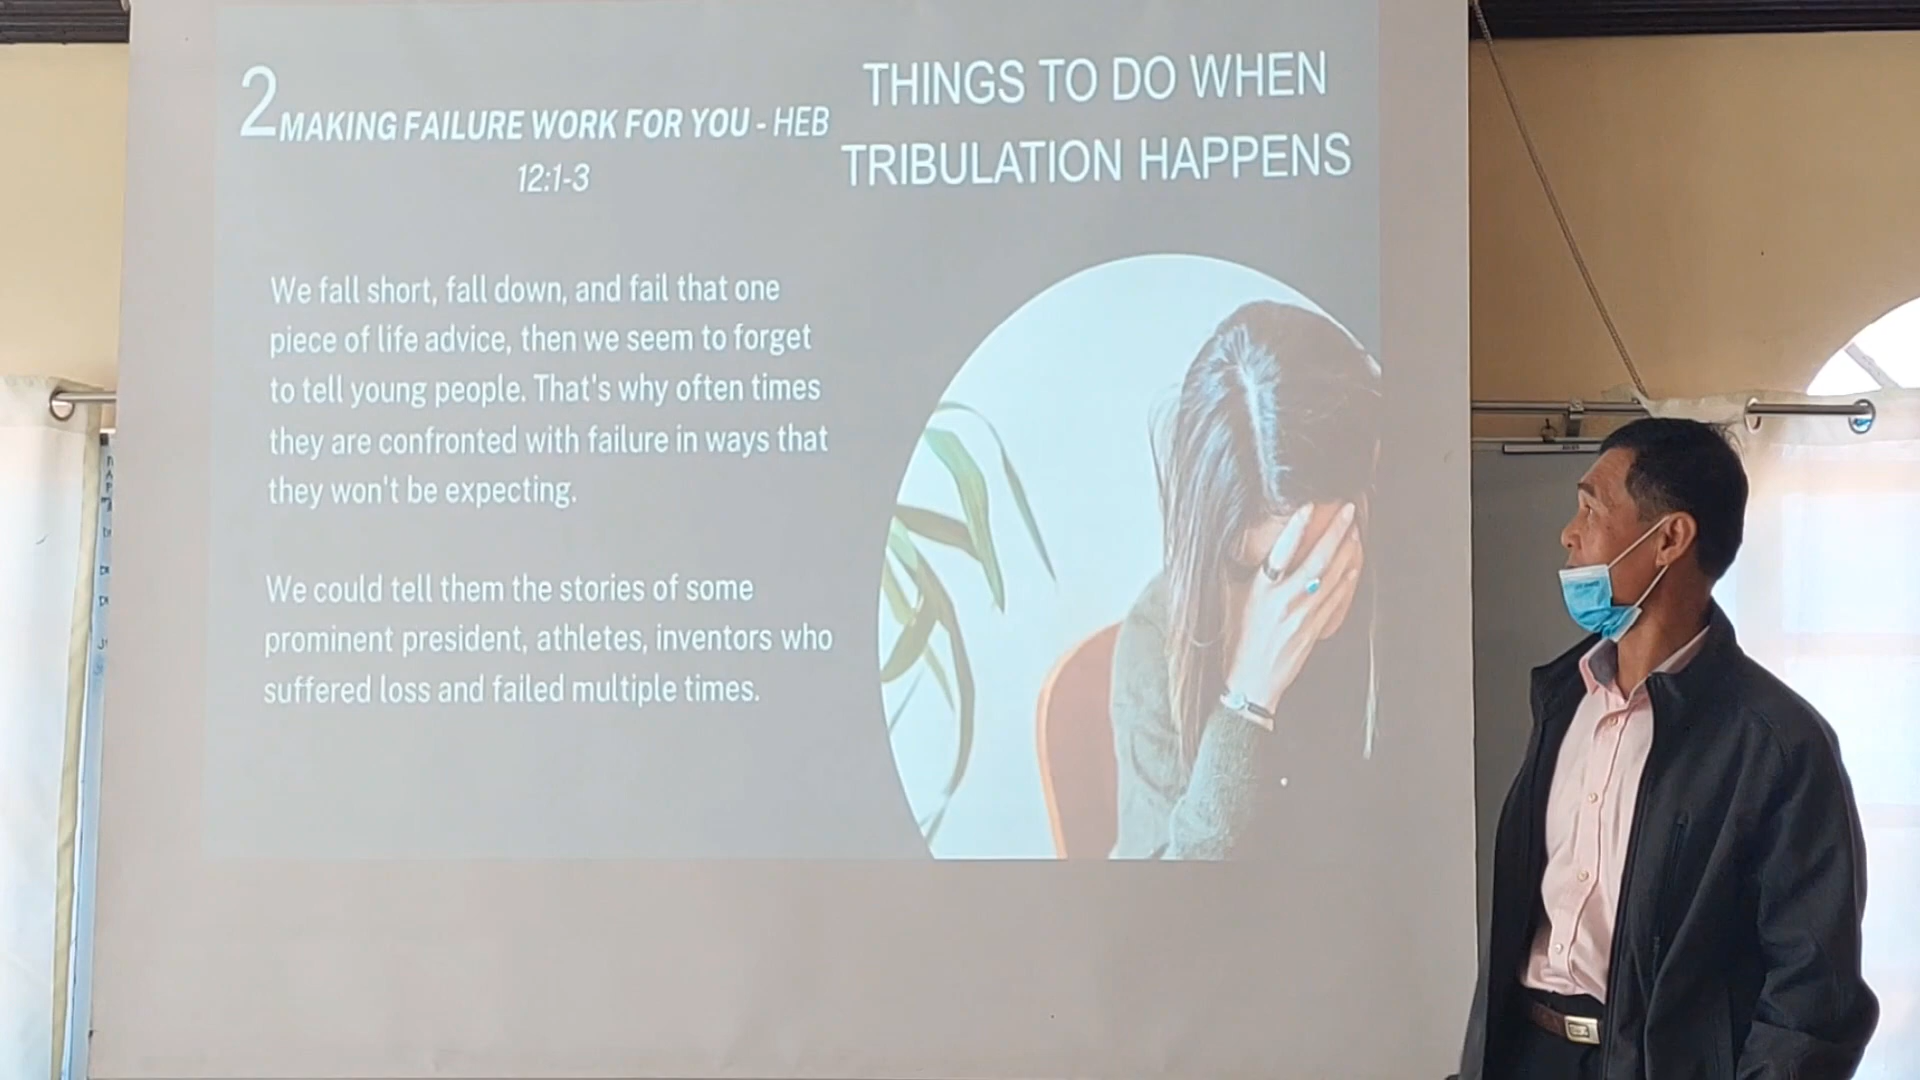 2 MAKING FAILURE WORK FOR YOU - HEB
12:1-3
THINGS TO DO WHEN
TRIBULATION HAPPENS
We fall short, fall down, and fail that one
piece of life advice, then we seem to forget
to tell young people. That's why often times
they are confronted with failure in ways that
they won't be expecting.
We could tell them the stories of some
prominent president, athletes, inventors who
suffered loss and failed multiple times.